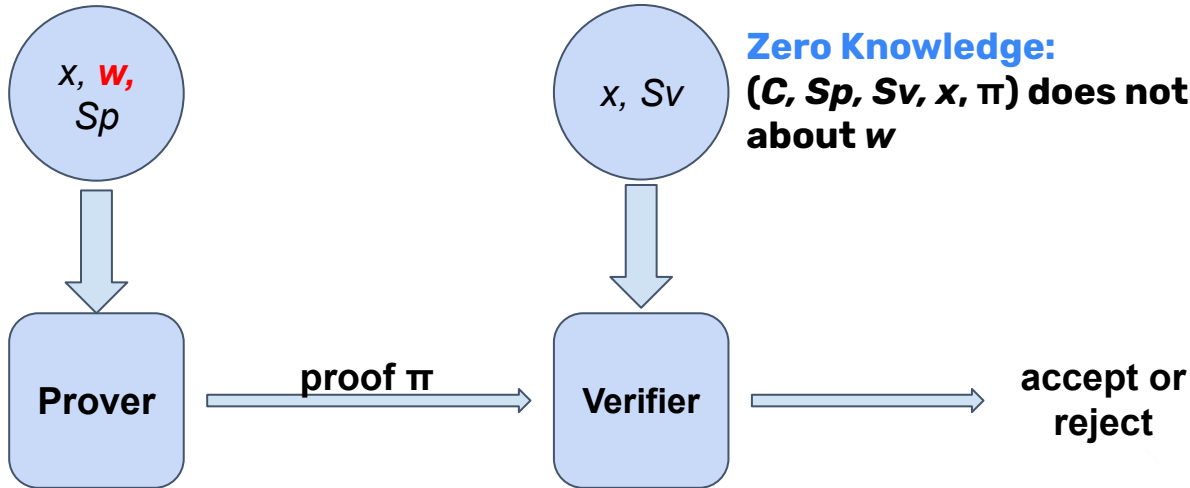 x, w,
Sp
x, Sv
Zero Knowledge:
(C, Sp, Sv, x, π) does not
about w
Prover
proof π
Verifier
accept or
reject